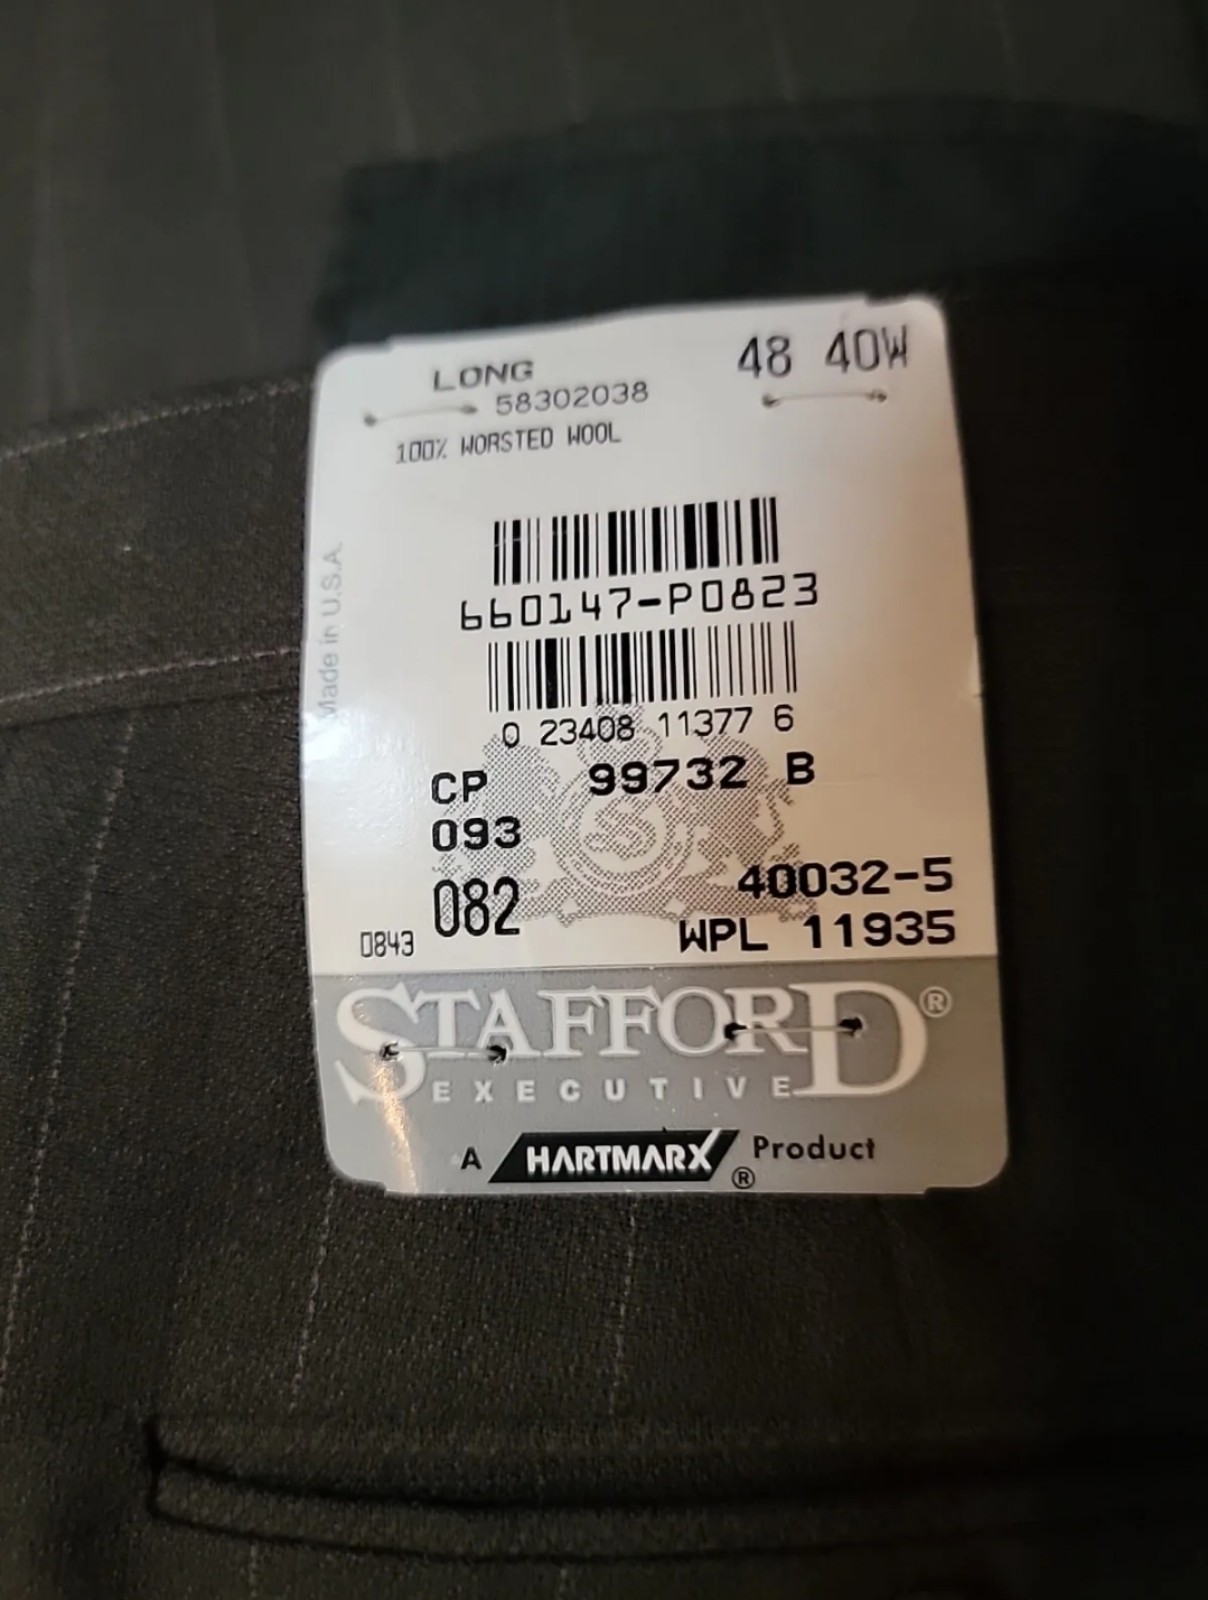 LONG 48 40W
58302038
100% WORSTED WOOL
Made in U.S.A.
660147-P0823
0 23408 11377 6
CP 99732 B
093
082 40032-5
0843 WPL 11935
STAFFORD®
EXECUTIVE
A HARTMARX® Product